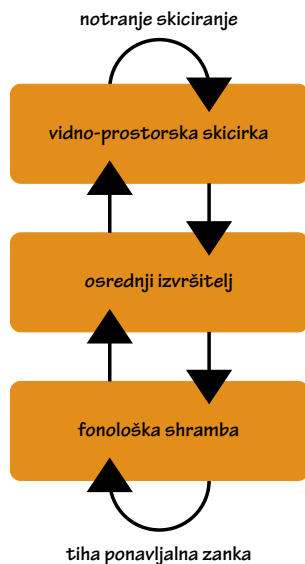 notranje skiciranje
vidno-prostorska skicirka
osrednji izvršitelj
fonološka shramba
tiha ponavljalna zanka